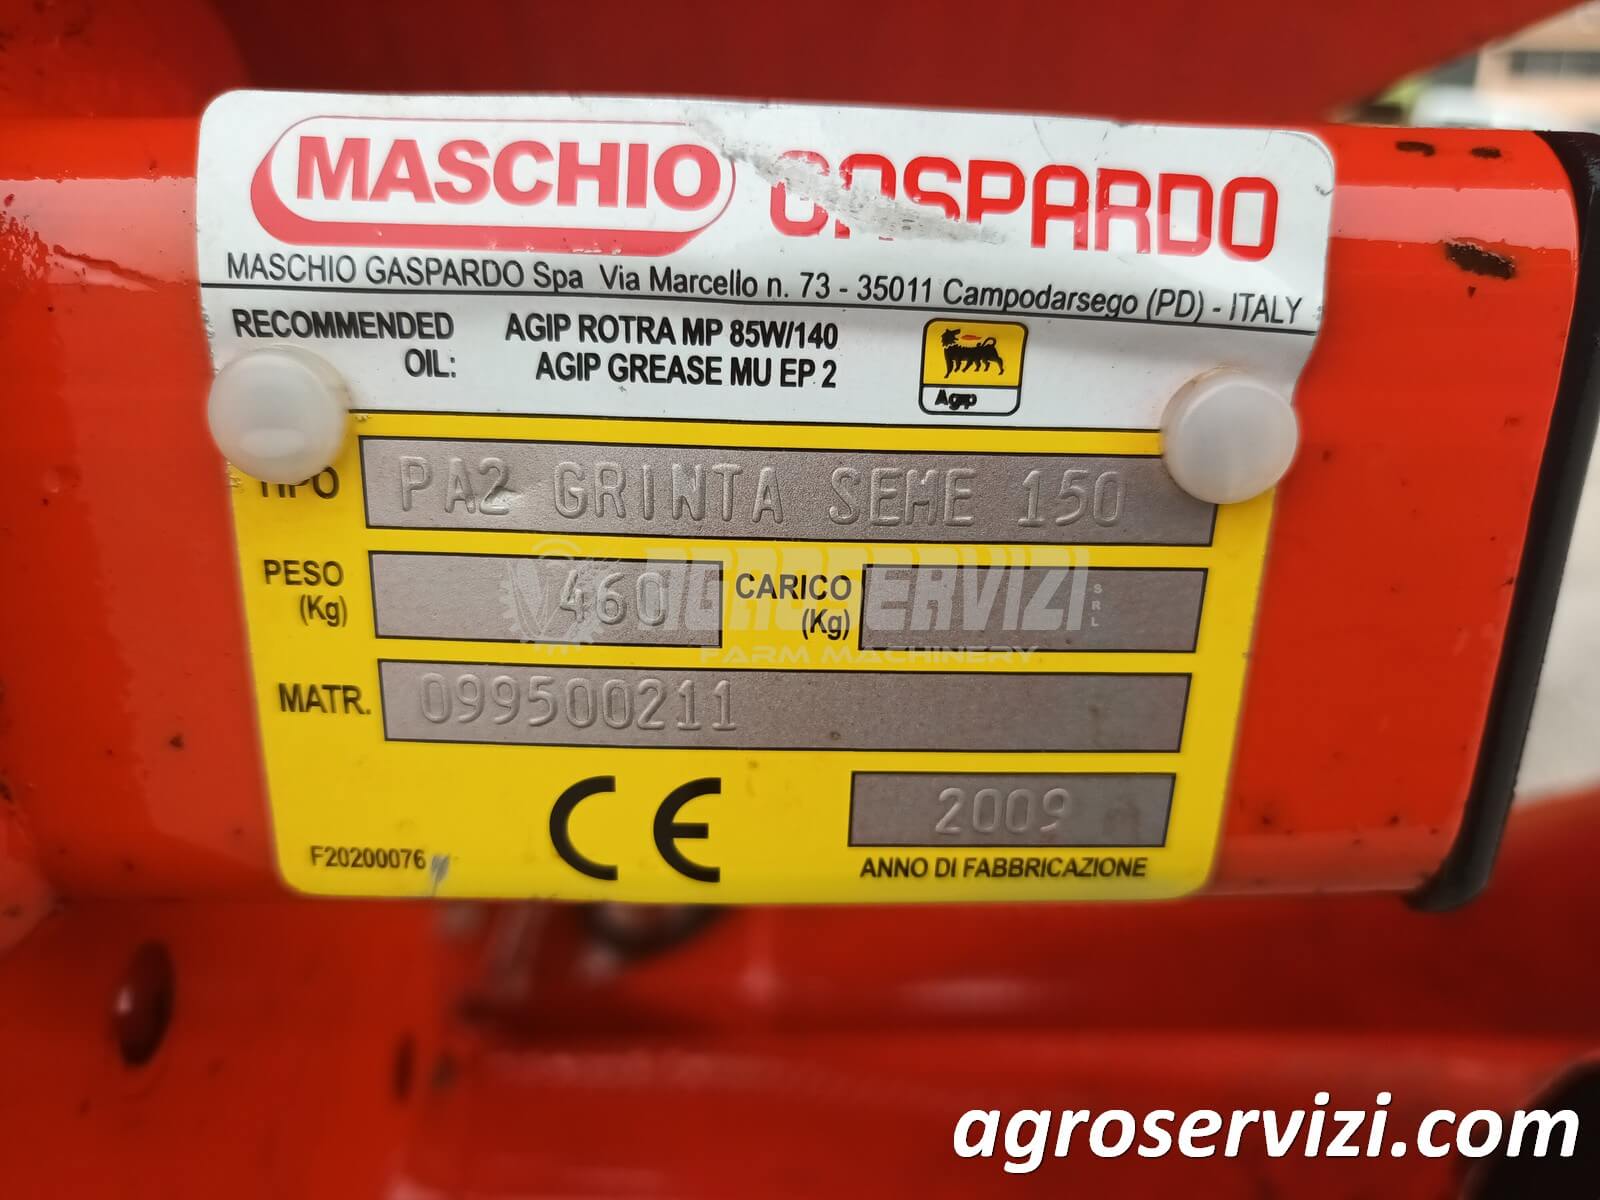 MASCHIO GASPARDO
MASCHIO GASPARDO Spa Via Marcello n. 73 - 35011 Campodarsego (PD) - ITALY
RECOMMENDED OIL: AGIP ROTRA MP 85W/140
AGIP GREASE MU EP 2
Agip
TIPO PA2 GRINTA SEME 150
PESO (Kg) 460 CARICO (Kg)
AGROSERVIZI SRL
FARM MACHINERY
MATR. 099500211
CE 2009
F20200076 ANNO DI FABBRICAZIONE
agroservizi.com